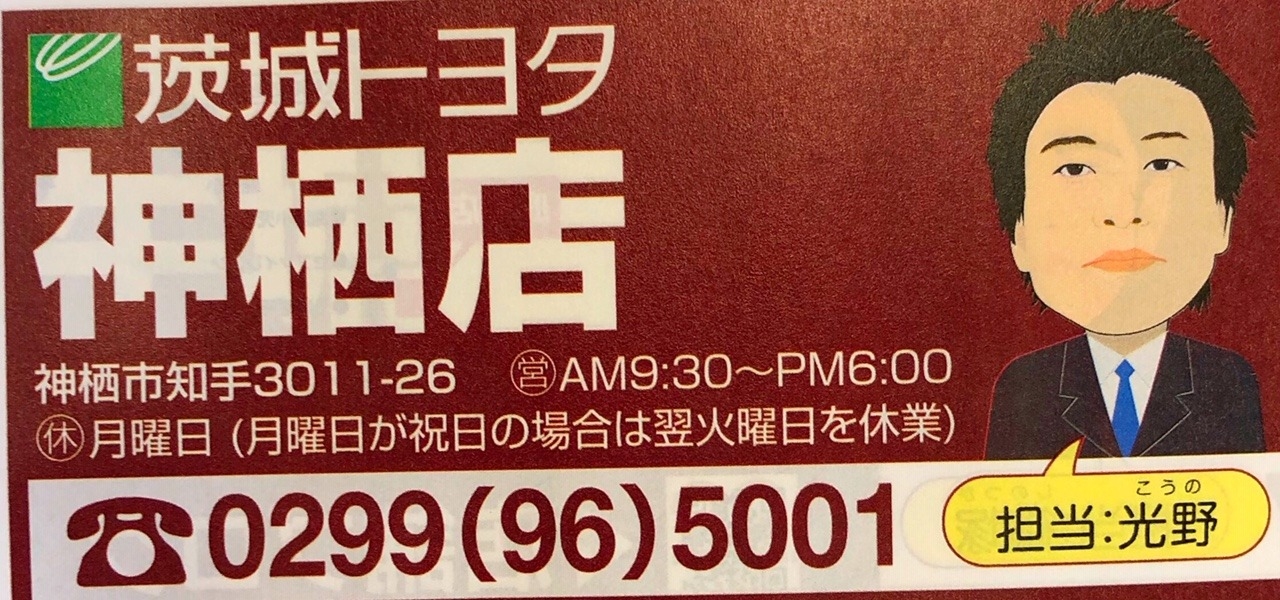 茨城トヨタ
神栖店
神栖市知手3011-26 ㊡営AM9:30〜PM6:00
㊡月曜日 (月曜日が祝日の場合は翌火曜日を休業)
☎0299(96)5001
こうの
担当:光野